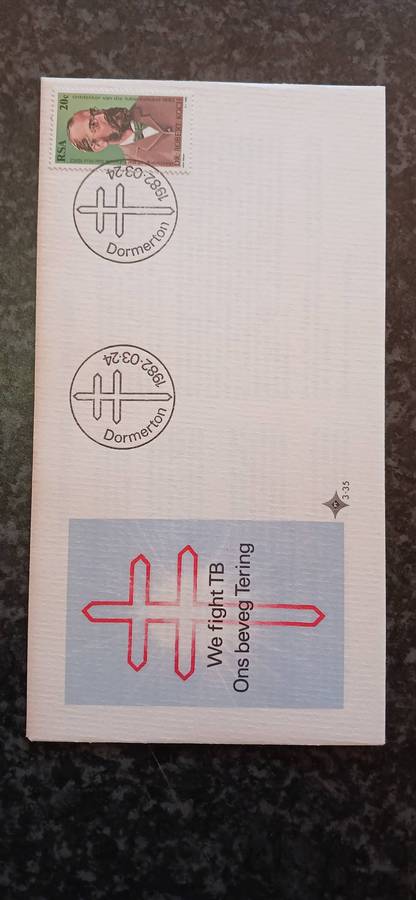 RSA 20c
DR. ROBERT KOCH
1982·03·24
Dormerton
1982·03·24
Dormerton
3·35
We fight TB
Ons beveg Tering